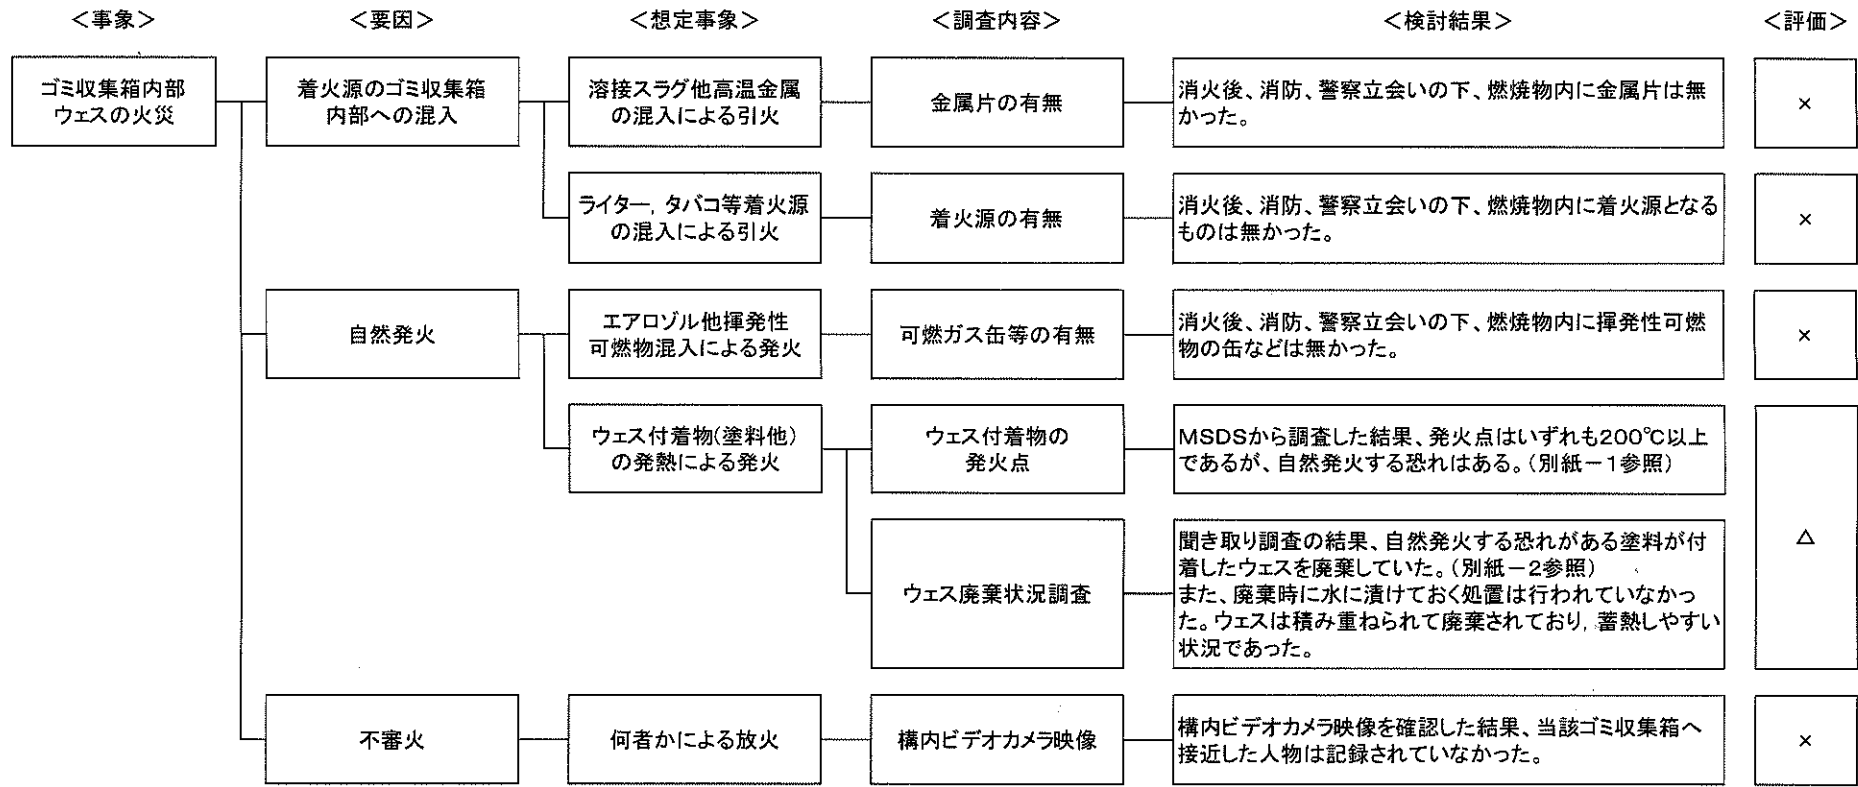 ＜事象＞
＜要因＞
＜想定事象＞
＜調査内容＞
＜検討結果＞
＜評価＞
ゴミ収集箱内部
ウェスの火災
着火源のゴミ収集箱
内部への混入
溶接スラグ他高温金属
の混入による引火
金属片の有無
消火後、消防、警察立会いの下、燃焼物内に金属片は無
かった。
×
ライター，タバコ等着火源
の混入による引火
着火源の有無
消火後、消防、警察立会いの下、燃焼物内に着火源となる
ものは無かった。
×
自然発火
エアロゾル他揮発性
可燃物混入による発火
可燃ガス缶等の有無
消火後、消防、警察立会いの下、燃焼物内に揮発性可燃
物の缶などは無かった。
×
ウェス付着物(塗料他)
の発熱による発火
ウェス付着物の
発火点
MSDSから調査した結果、発火点はいずれも200℃以上
であるが、自然発火する恐れはある。（別紙－1参照）
ウェス廃棄状況調査
聞き取り調査の結果、自然発火する恐れがある塗料が付
着したウェスを廃棄していた。（別紙－2参照）
また、廃棄時に水に漬けておく処置は行われていなかっ
た。ウェスは積み重ねられて廃棄されており，蓄熱しやすい
状況であった。
△
不審火
何者かによる放火
構内ビデオカメラ映像
構内ビデオカメラ映像を確認した結果、当該ゴミ収集箱へ
接近した人物は記録されていなかった。
×